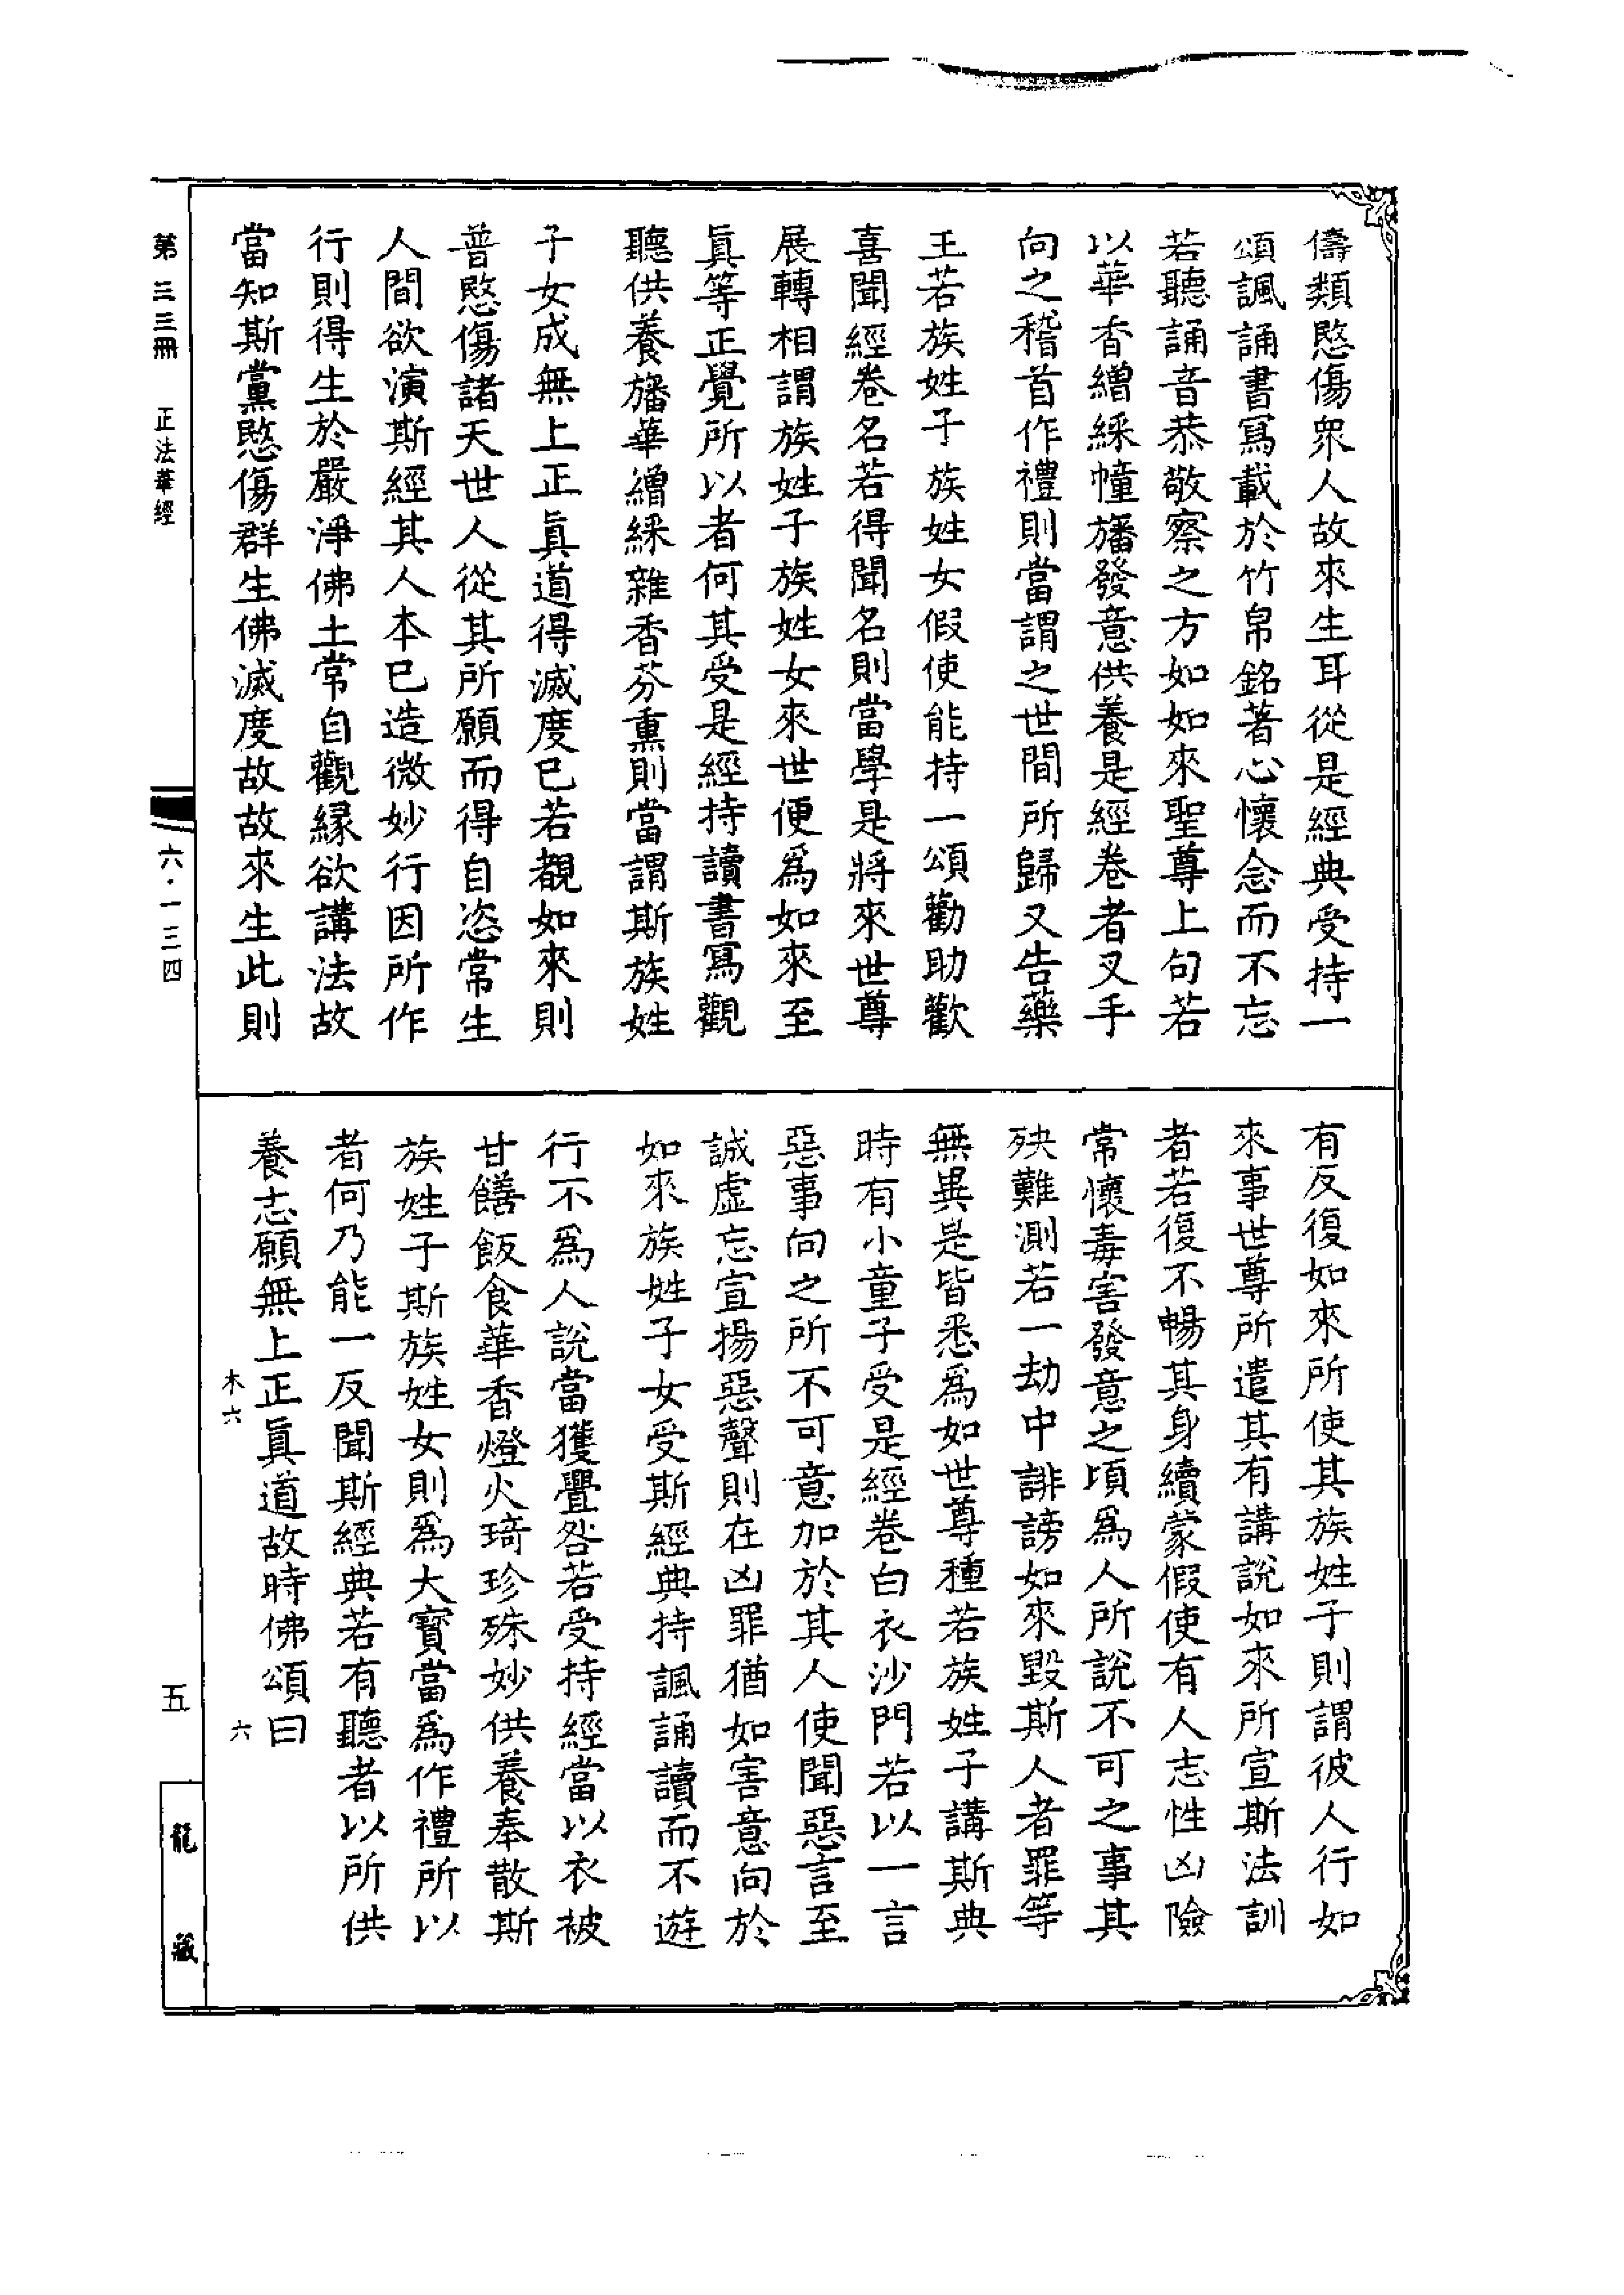 儔類愍傷衆人故來生耳從是經典受持一
頌諷誦書寫載於竹帛銘著心懷念而不忘
若聽誦音恭敬察之方如如來聖尊上句若
以華香繒綵幢旛發意供養是經卷者叉手
向之稽首作禮則當謂之世間所歸又告藥
王若族姓子族姓女假使能持一頌勸助歡
喜聞經卷名若得聞名則當學是將來世尊
展轉相謂族姓子族姓女來世便爲如來至
眞等正覺所以者何其受是經持讀書寫觀
聽供養旛華繒綵雜香芬熏則當謂斯族姓
子女成無上正眞道得滅度已若覩如來則
普愍傷諸天世人從其所願而得自恣常生
人間欲演斯經其人本已造微妙行因所作
行則得生於嚴淨佛土常自觀緣欲講法故
當知斯黨愍傷群生佛滅度故故來生此則
有反復如來所使其族姓子則謂彼人行如
來事世尊所遣其有講說如來所宣斯法訓
者若復不暢其身續蒙假使有人志性凶險
常懷毒害發意之頃爲人所說不可之事其
殃難測若一劫中誹謗如來毀斯人者罪等
無異是皆悉爲如世尊種若族姓子講斯典
時有小童子受是經卷白衣沙門若以一言
惡事向之所不可意加於其人使聞惡言至
誠虛忘宣揚惡聲則在凶罪猶如害意向於
如來族姓子女受斯經典持諷誦讀而不遊
行不爲人說當獲疊咎若受持經當以衣被
甘饍飯食華香燈火琦珍殊妙供養奉散斯
族姓子斯族姓女則爲大寶當爲作禮所以
者何乃能一反聞斯經典若有聽者以所供
養志願無上正眞道故時佛頌曰
木六
六
第三三冊 正法華經
六·一三四
五
龍藏